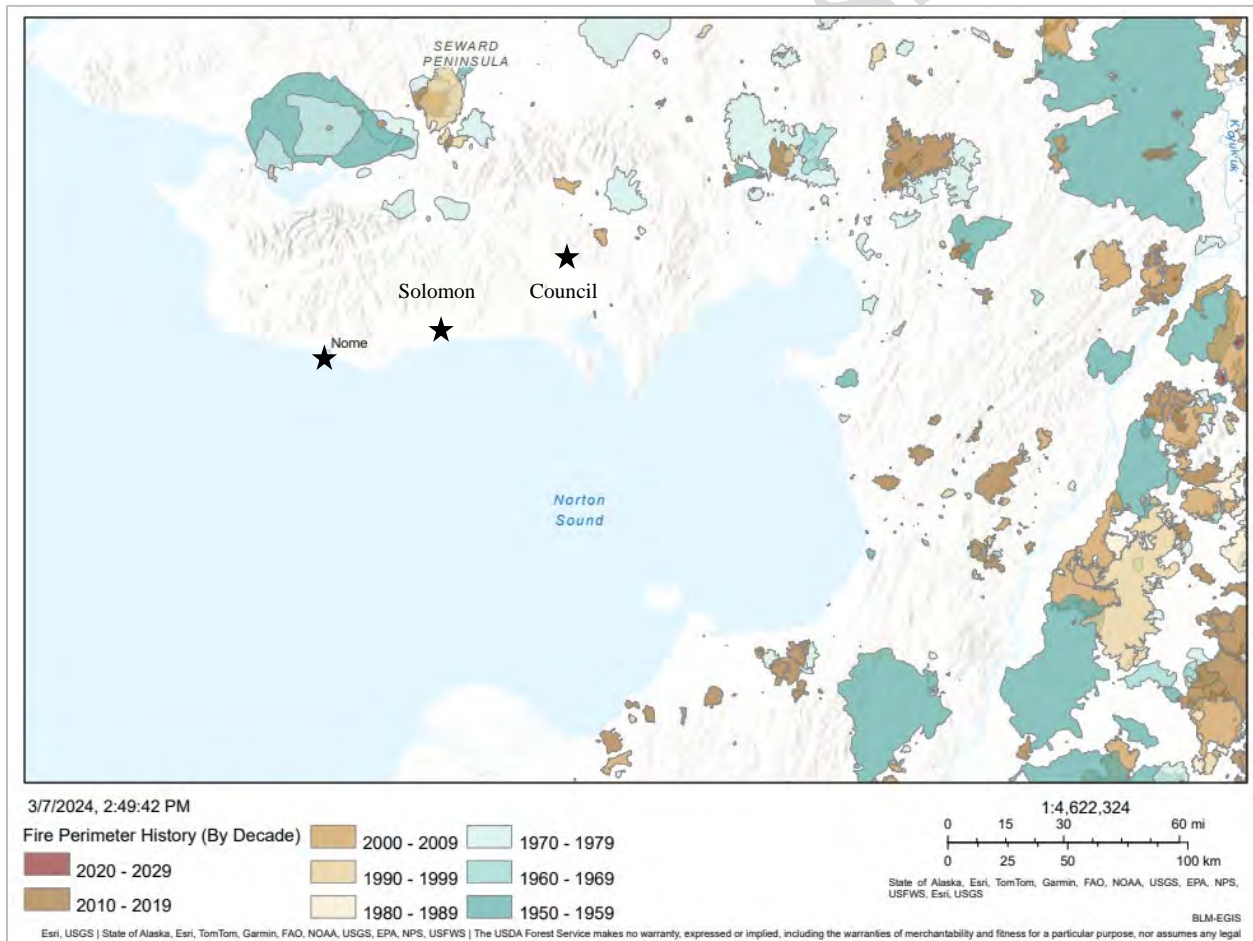 SEWARD
PENINSULA
Koyukuk
Solomon
Council
Nome
Norton
Sound
3/7/2024, 2:49:42 PM
Fire Perimeter History (By Decade)
2020 - 2029
2010 - 2019
2000 - 2009
1990 - 1999
1980 - 1989
1970 - 1979
1960 - 1969
1950 - 1959
1:4,622,324
0 15 30 60 mi
0 25 50 100 km
State of Alaska, Esri, TomTom, Garmin, FAO, NOAA, USGS, EPA, NPS,
USFWS, Esri, USGS
BLM-EGIS
Esri, USGS | State of Alaska, Esri, TomTom, Garmin, FAO, NOAA, USGS, EPA, NPS, USFWS | The USDA Forest Service makes no warranty, expressed or implied, including the warranties of merchantability and fitness for a particular purpose, nor assumes any legal